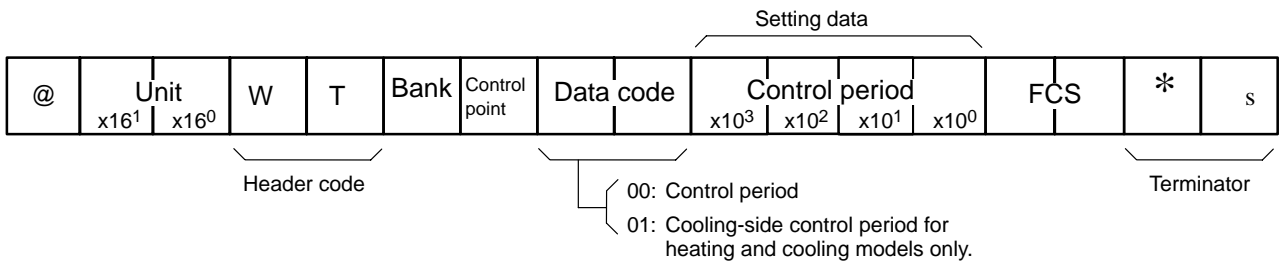 Setting data
@ Unit W T Bank Control point Data code Control period FCS * s
x16¹ x16⁰ x10³ x10² x10¹ x10⁰
Header code Terminator
00: Control period
01: Cooling-side control period for
heating and cooling models only.